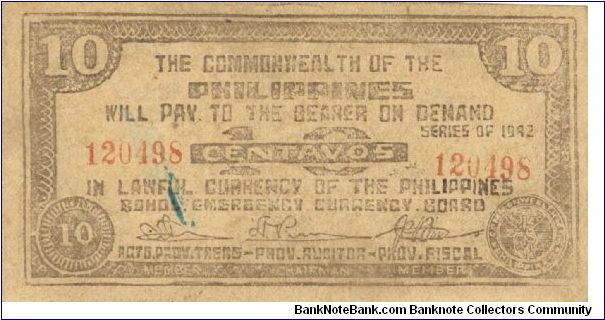 10 10
THE COMMONWEALTH OF THE
PHILIPPINES
WILL PAY TO THE BEARER ON DEMAND
SERIES OF 1942
120498 10 CENTAVOS 120498
IN LAWFUL CURRENCY OF THE PHILIPPINES
BOHOL EMERGENCY CURRENCY BOARD
10
ACTG. PROV. TREAS - PROV. AUDITOR - PROV. FISCAL
MEMBER CHAIRMAN MEMBER
BankNoteBank.com Banknote Collectors Community